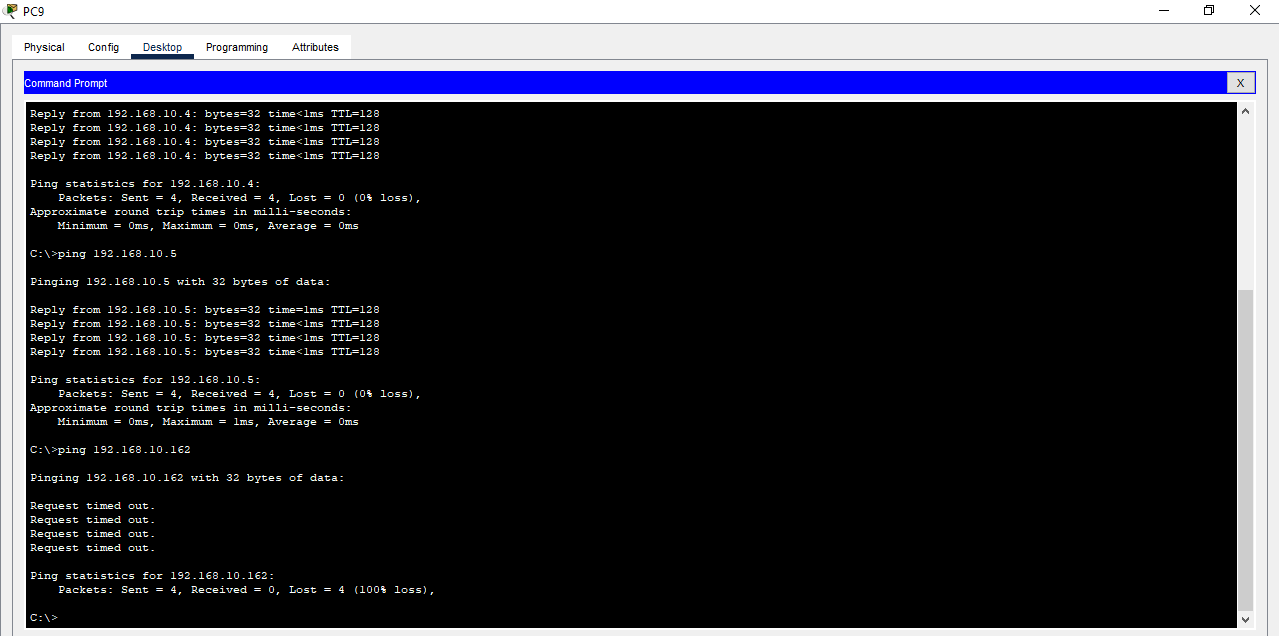 PC9
Physical Config Desktop Programming Attributes
Command Prompt X
Reply from 192.168.10.4: bytes=32 time<1ms TTL=128
Reply from 192.168.10.4: bytes=32 time<1ms TTL=128
Reply from 192.168.10.4: bytes=32 time<1ms TTL=128
Reply from 192.168.10.4: bytes=32 time<1ms TTL=128
Ping statistics for 192.168.10.4:
Packets: Sent = 4, Received = 4, Lost = 0 (0% loss),
Approximate round trip times in milli-seconds:
Minimum = 0ms, Maximum = 0ms, Average = 0ms
C:\>ping 192.168.10.5
Pinging 192.168.10.5 with 32 bytes of data:
Reply from 192.168.10.5: bytes=32 time=1ms TTL=128
Reply from 192.168.10.5: bytes=32 time<1ms TTL=128
Reply from 192.168.10.5: bytes=32 time<1ms TTL=128
Reply from 192.168.10.5: bytes=32 time<1ms TTL=128
Ping statistics for 192.168.10.5:
Packets: Sent = 4, Received = 4, Lost = 0 (0% loss),
Approximate round trip times in milli-seconds:
Minimum = 0ms, Maximum = 1ms, Average = 0ms
C:\>ping 192.168.10.162
Pinging 192.168.10.162 with 32 bytes of data:
Request timed out.
Request timed out.
Request timed out.
Request timed out.
Ping statistics for 192.168.10.162:
Packets: Sent = 4, Received = 0, Lost = 4 (100% loss),
C:\>